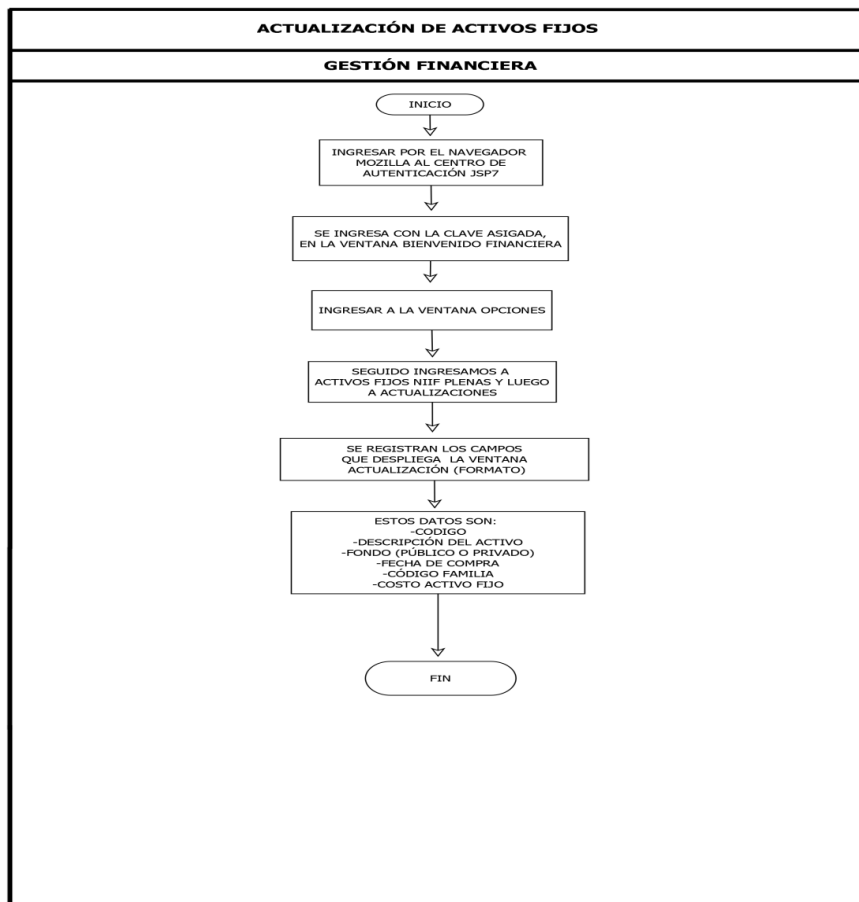 ACTUALIZACIÓN DE ACTIVOS FIJOS
GESTIÓN FINANCIERA
INICIO
INGRESAR POR EL NAVEGADOR
MOZILLA AL CENTRO DE
AUTENTICACIÓN JSP7
SE INGRESA CON LA CLAVE ASIGADA,
EN LA VENTANA BIENVENIDO FINANCIERA
INGRESAR A LA VENTANA OPCIONES
SEGUIDO INGRESAMOS A
ACTIVOS FIJOS NIIF PLENAS Y LUEGO
A ACTUALIZACIONES
SE REGISTRAN LOS CAMPOS
QUE DESPLIEGA LA VENTANA
ACTUALIZACIÓN (FORMATO)
ESTOS DATOS SON:
-CODIGO
-DESCRIPCIÓN DEL ACTIVO
-FONDO (PÚBLICO O PRIVADO)
-FECHA DE COMPRA
-CÓDIGO FAMILIA
-COSTO ACTIVO FIJO
FIN